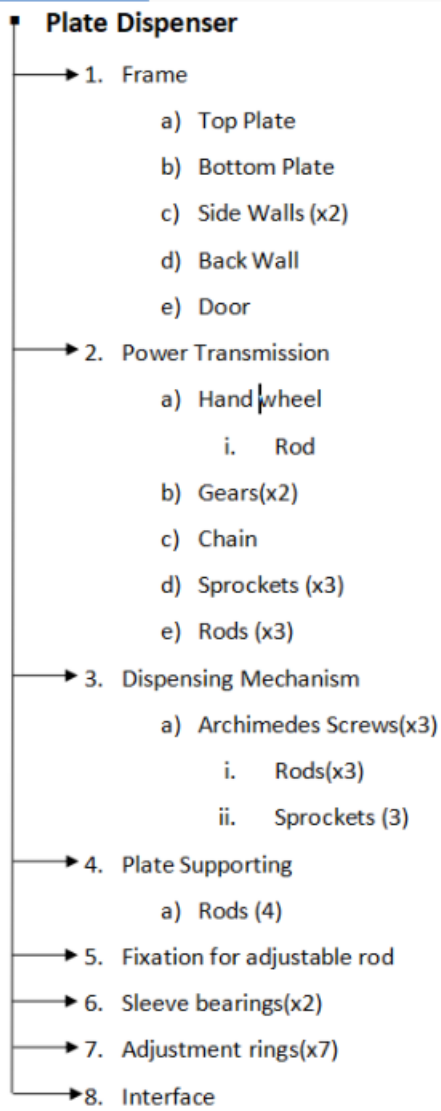 Plate Dispenser
1. Frame
a) Top Plate
b) Bottom Plate
c) Side Walls (x2)
d) Back Wall
e) Door
2. Power Transmission
a) Hand wheel
i. Rod
b) Gears(x2)
c) Chain
d) Sprockets (x3)
e) Rods (x3)
3. Dispensing Mechanism
a) Archimedes Screws(x3)
i. Rods(x3)
ii. Sprockets (3)
4. Plate Supporting
a) Rods (4)
5. Fixation for adjustable rod
6. Sleeve bearings(x2)
7. Adjustment rings(x7)
8. Interface